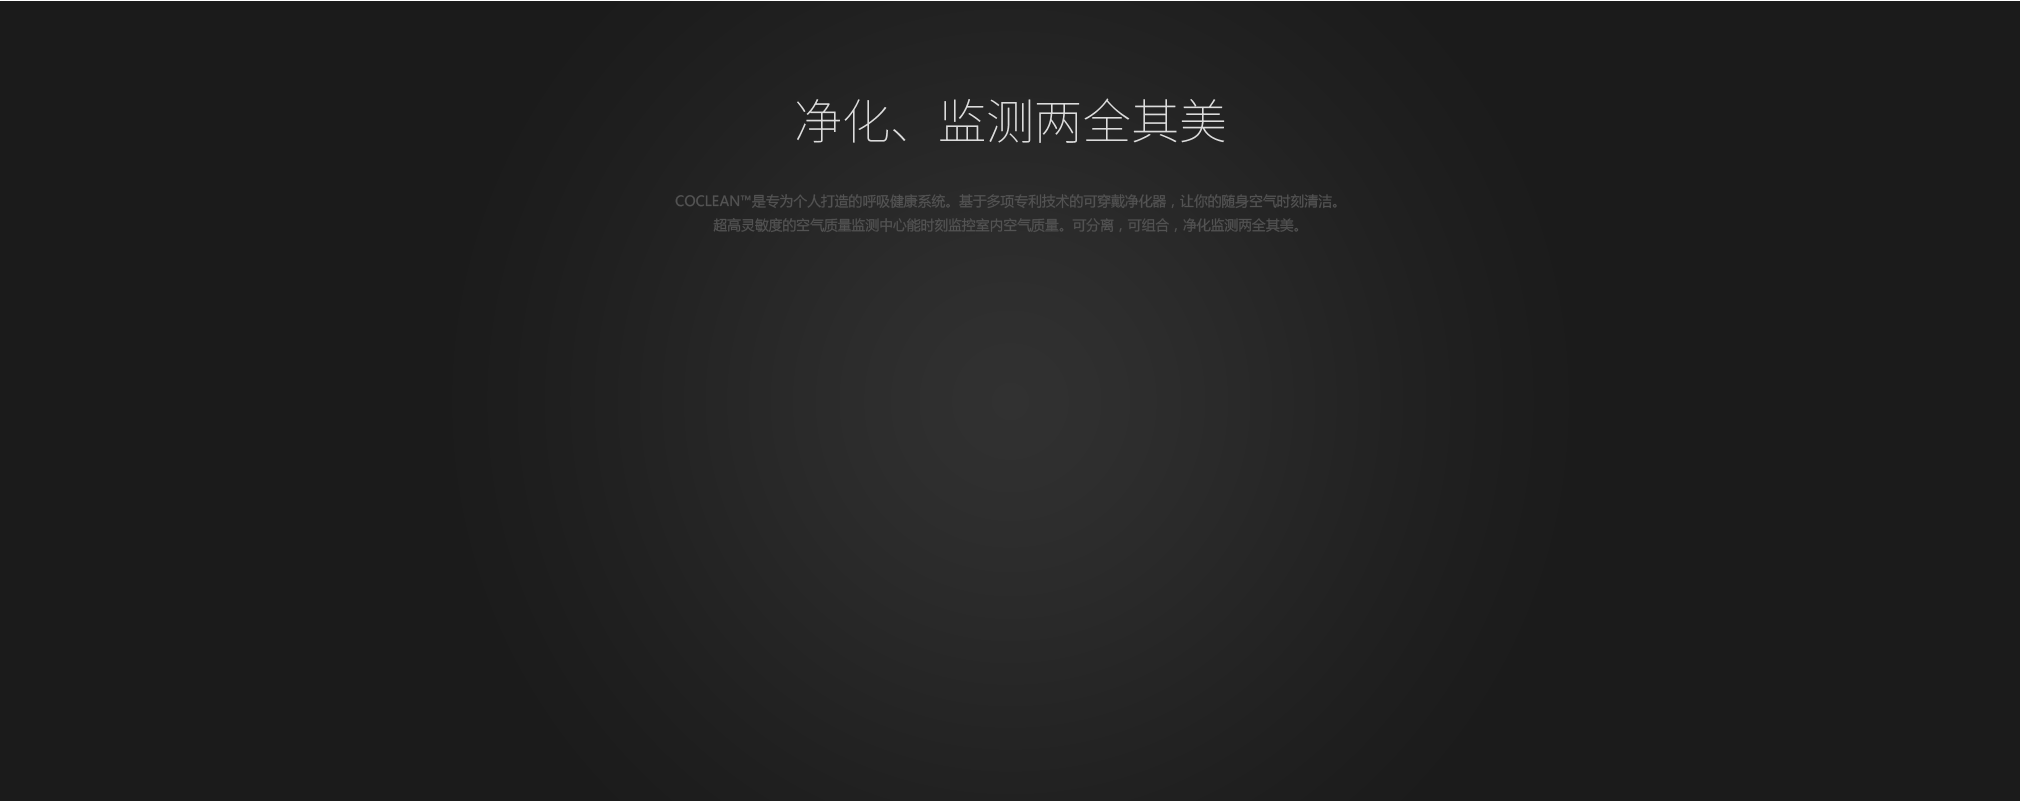 净化、监测两全其美
COCLEAN™是专为个人打造的呼吸健康系统。基于多项专利技术的可穿戴净化器，让你的随身空气时刻清洁。
超高灵敏度的空气质量监测中心能时刻监控室内空气质量。可分离，可组合，净化监测两全其美。